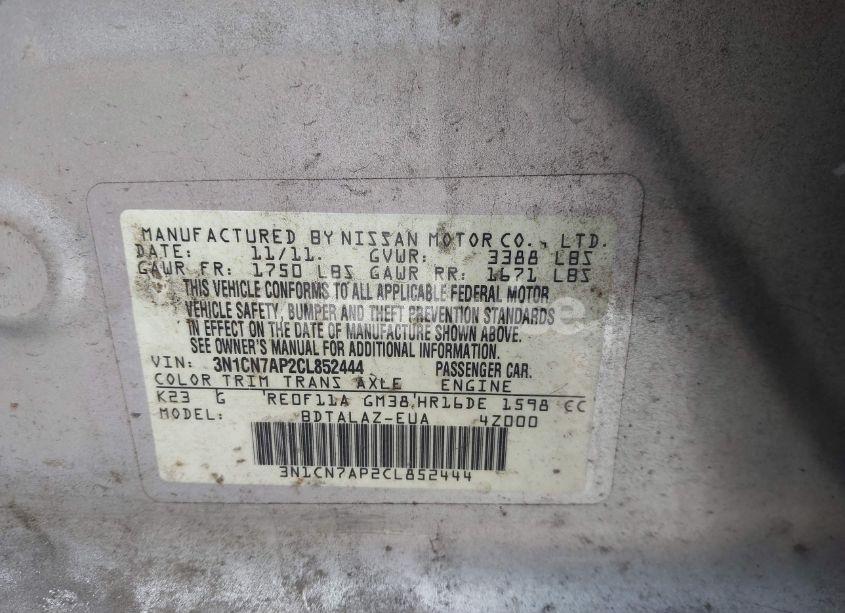 MANUFACTURED BY NISSAN MOTOR CO., LTD.
DATE: 11/11. GVWR: 3388 LBS
GAWR FR: 1750 LBS GAWR RR: 1671 LBS
THIS VEHICLE CONFORMS TO ALL APPLICABLE FEDERAL MOTOR
VEHICLE SAFETY, BUMPER AND THEFT PREVENTION STANDARDS
IN EFFECT ON THE DATE OF MANUFACTURE SHOWN ABOVE.
SEE OWNER'S MANUAL FOR ADDITIONAL INFORMATION.
VIN: 3N1CN7AP2CL852444 PASSENGER CAR.
COLOR TRIM TRANS AXLE ENGINE
K23 G RE0F11A GM38 HR16DE 1598 CC
MODEL: BDTALAZ-EUA 4Z000
3N1CN7AP2CL852444